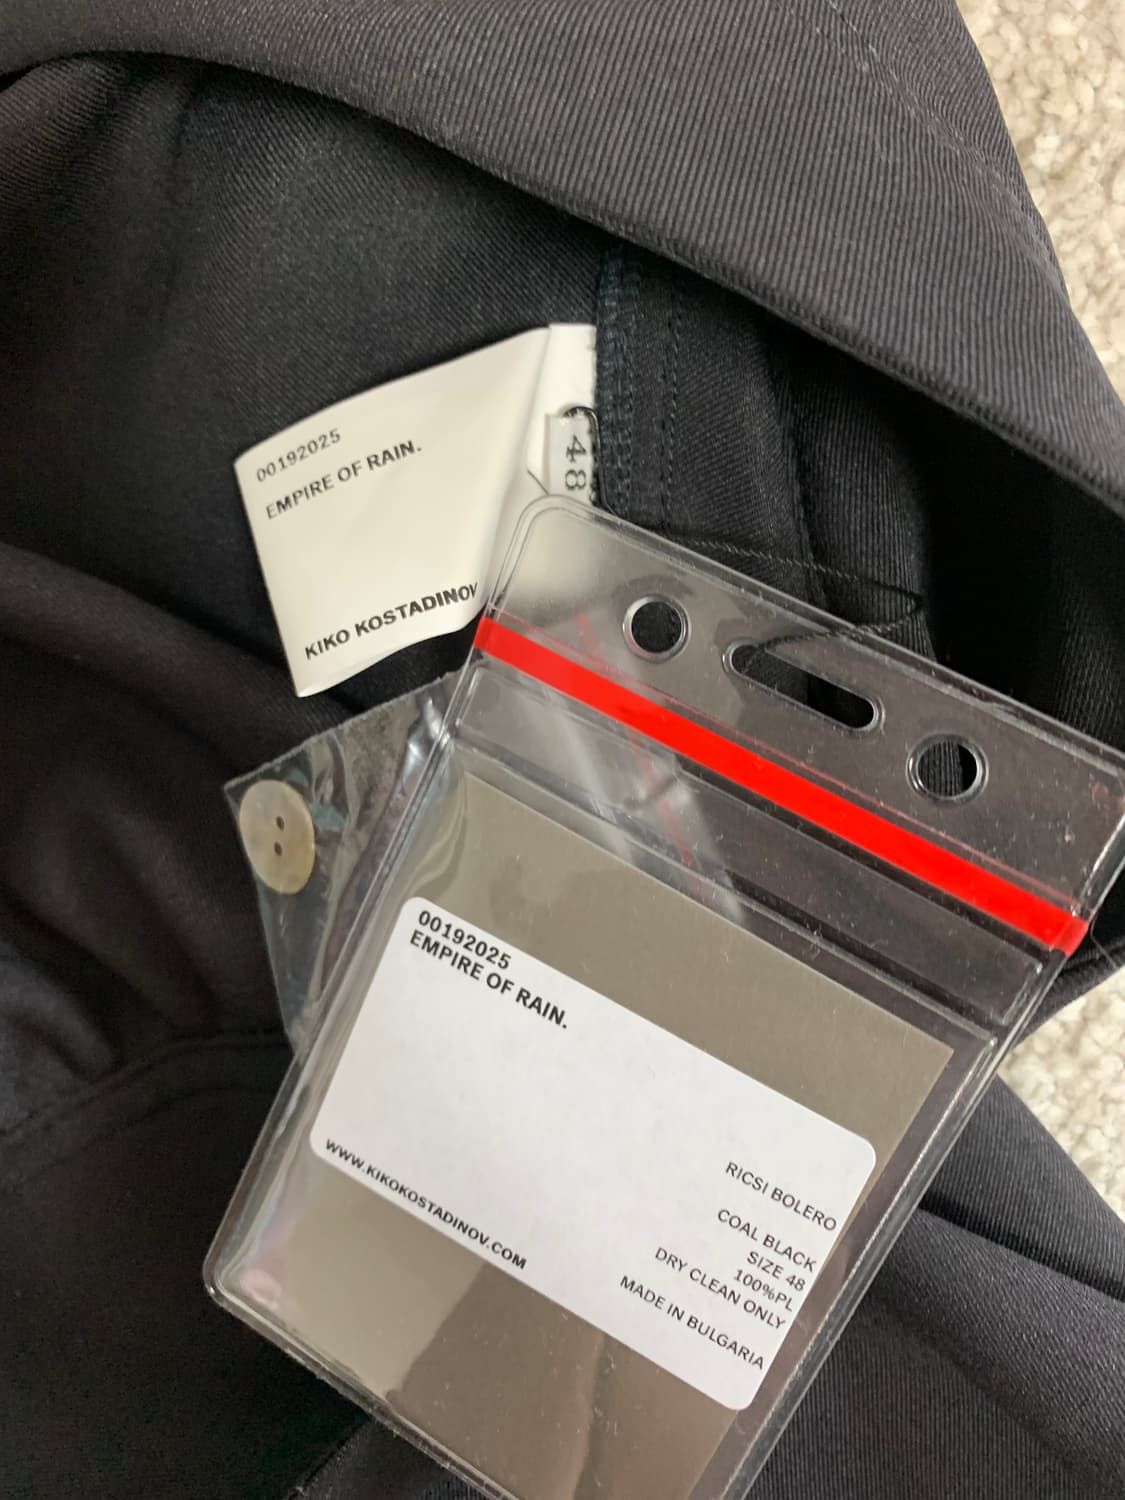 00192025
EMPIRE OF RAIN.
KIKO KOSTADINOV
48
00192025
EMPIRE OF RAIN.
RICSI BOLERO
COAL BLACK
SIZE 48
100%PL
DRY CLEAN ONLY
MADE IN BULGARIA
WWW.KIKOKOSTADINOV.COM